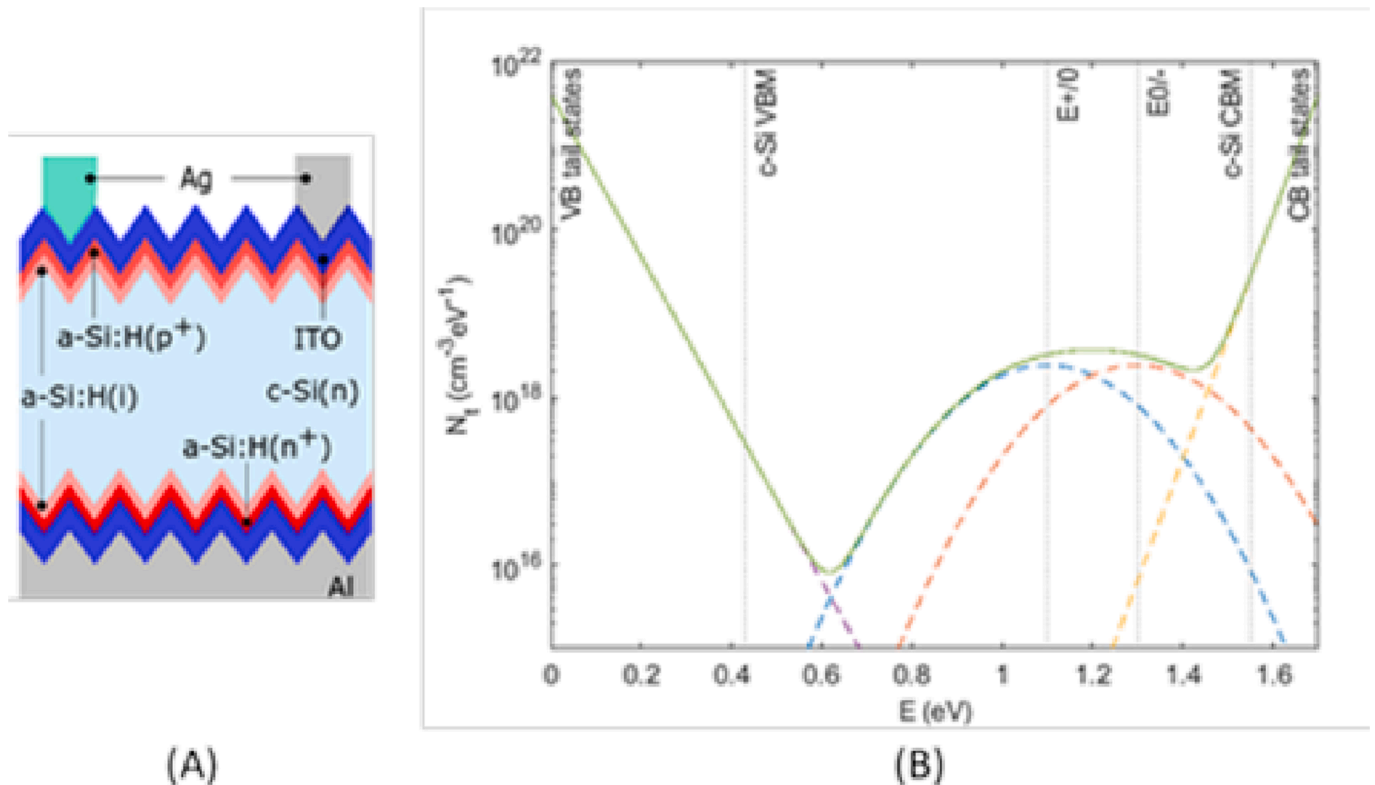 Ag
a-Si:H(p+)
ITO
a-Si:H(i)
c-Si(n)
a-Si:H(n+)
Al
(A)
10^22
10^20
10^18
10^16
Nt (cm-3eV-1)
VB tail states
c-Si VBM
E+/0
E0/-
c-Si CBM
CB tail states
0 0.2 0.4 0.6 0.8 1 1.2 1.4 1.6
E (eV)
(B)